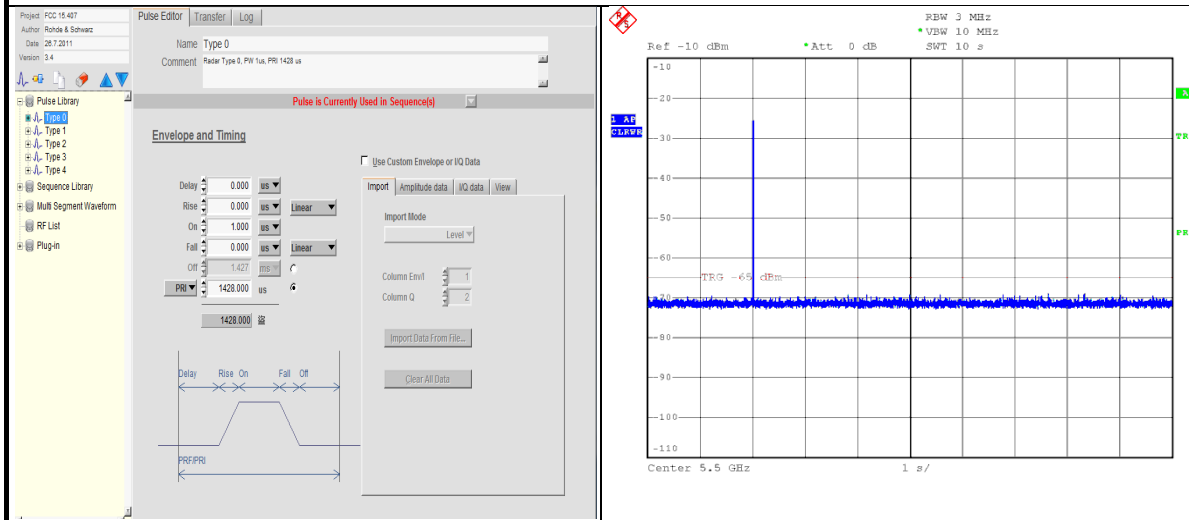 Project FCC 15.407
Author Rohde & Schwarz
Date 26.7.2011
Version 3.4
Pulse Library
Type 0
Type 1
Type 2
Type 3
Type 4
Sequence Library
Multi Segment Waveform
RF List
Plug-in
Pulse Editor Transfer Log
Name Type 0
Comment Radar Type 0, PW 1us, PRI 1428 us
Pulse is Currently Used in Sequence(s)
Envelope and Timing
Use Custom Envelope or I/Q Data
Delay 0.000 us
Rise 0.000 us Linear
On 1.000 us
Fall 0.000 us Linear
Off 1.427 ms
PRI 1428.000 us
1428.000
Import Amplitude data I/Q data View
Import Mode
Level
Column Env/I 1
Column Q 2
Import Data From File...
Clear All Data
Delay Rise On Fall Off
PRF/PRI
R S
RBW 3 MHz
*VBW 10 MHz
Ref -10 dBm *Att 0 dB SWT 10 s
-10
-20
1 AP
CLRWR
-30
-40
-50
-60
TRG -65 dBm
-70
-80
-90
-100
-110
A
TR
PR
Center 5.5 GHz 1 s/